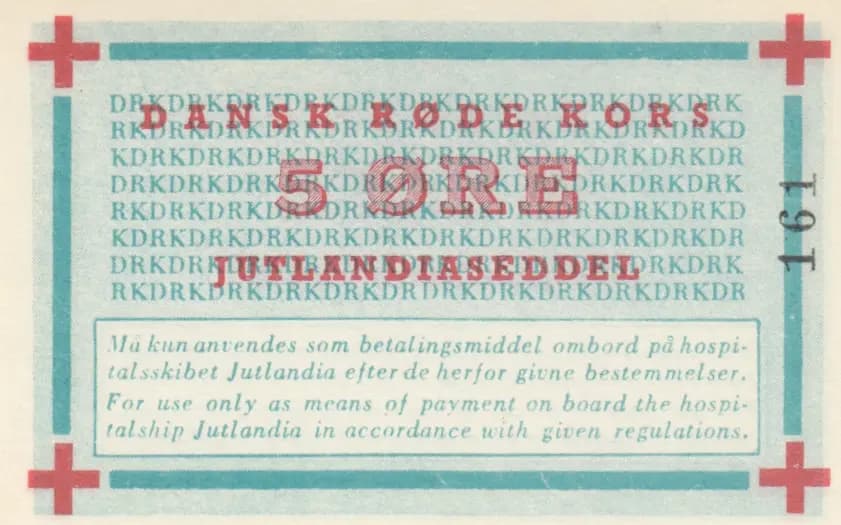 DANSK RØDE KORS
5 ØRE
JUTLANDIASEDDEL
161
Må kun anvendes som betalingsmiddel ombord på hospi-
talsskibet Jutlandia efter de herfor givne bestemmelser.
For use only as means of payment on board the hospi-
talship Jutlandia in accordance with given regulations.